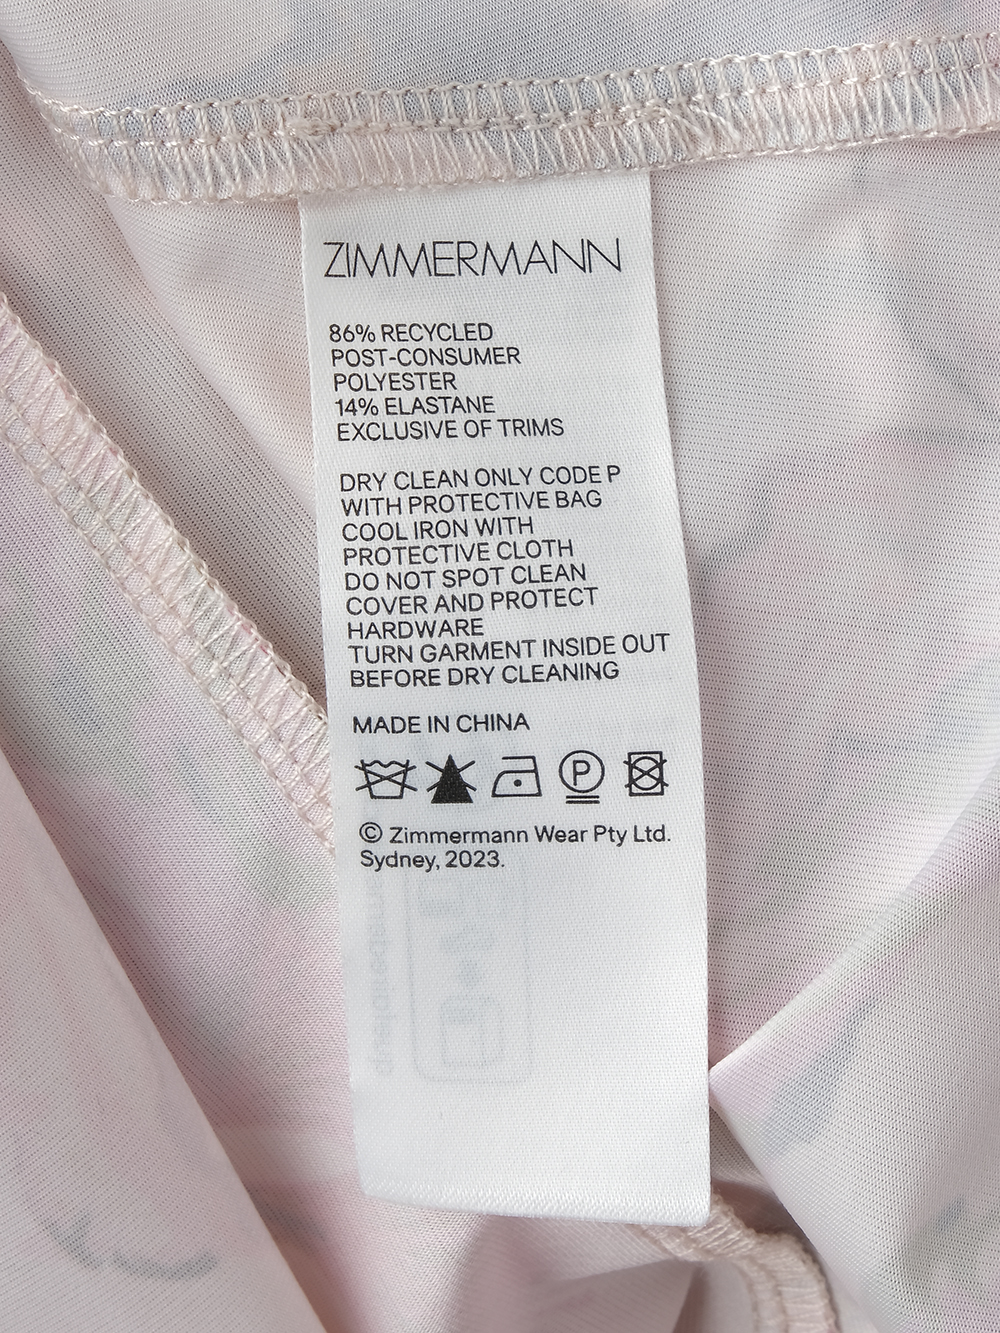 ZIMMERMANN
86% RECYCLED
POST-CONSUMER
POLYESTER
14% ELASTANE
EXCLUSIVE OF TRIMS
DRY CLEAN ONLY CODE P
WITH PROTECTIVE BAG
COOL IRON WITH
PROTECTIVE CLOTH
DO NOT SPOT CLEAN
COVER AND PROTECT
HARDWARE
TURN GARMENT INSIDE OUT
BEFORE DRY CLEANING
MADE IN CHINA
P
© Zimmermann Wear Pty Ltd.
Sydney, 2023.